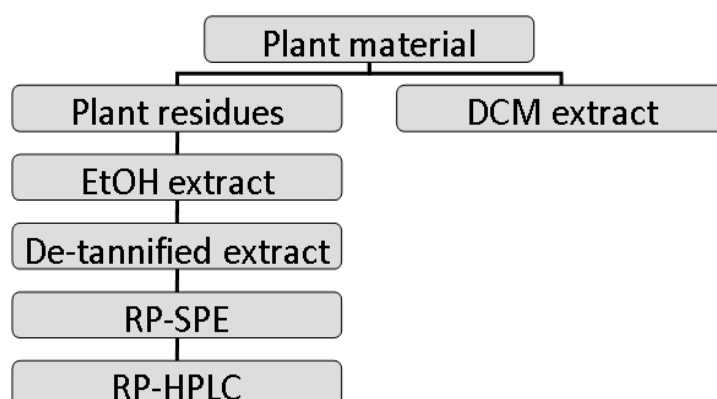 Plant material
Plant residues
DCM extract
EtOH extract
De-tannified extract
RP-SPE
RP-HPLC